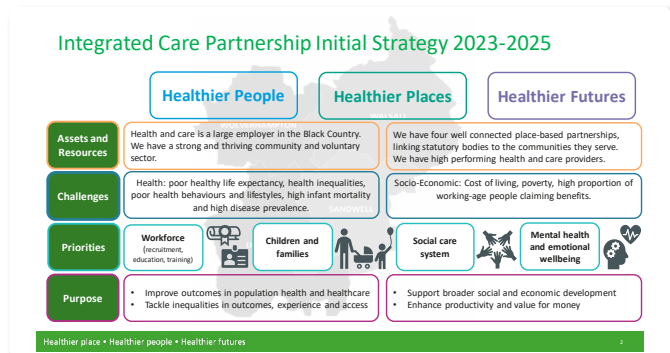 Integrated Care Partnership Initial Strategy 2023-2025
Healthier People
Healthier Places
Healthier Futures
WALSALL
Assets and
Resources
Health and care is a large employer in the Black Country.
We have a strong and thriving community and voluntary
sector.
We have four well connected place-based partnerships,
linking statutory bodies to the communities they serve.
We have high performing health and care providers.
Challenges
Health: poor healthy life expectancy, health inequalities,
poor health behaviours and lifestyles, high infant mortality
and high disease prevalence.
SANDWELL
Socio-Economic: Cost of living, poverty, high proportion of
working-age people claiming benefits.
Priorities
Workforce
(recruitment,
education, training)
Children and
families
Social care
system
Mental health
and emotional
wellbeing
Purpose
• Improve outcomes in population health and healthcare
• Tackle inequalities in outcomes, experience and access
• Support broader social and economic development
• Enhance productivity and value for money
Healthier place • Healthier people • Healthier futures